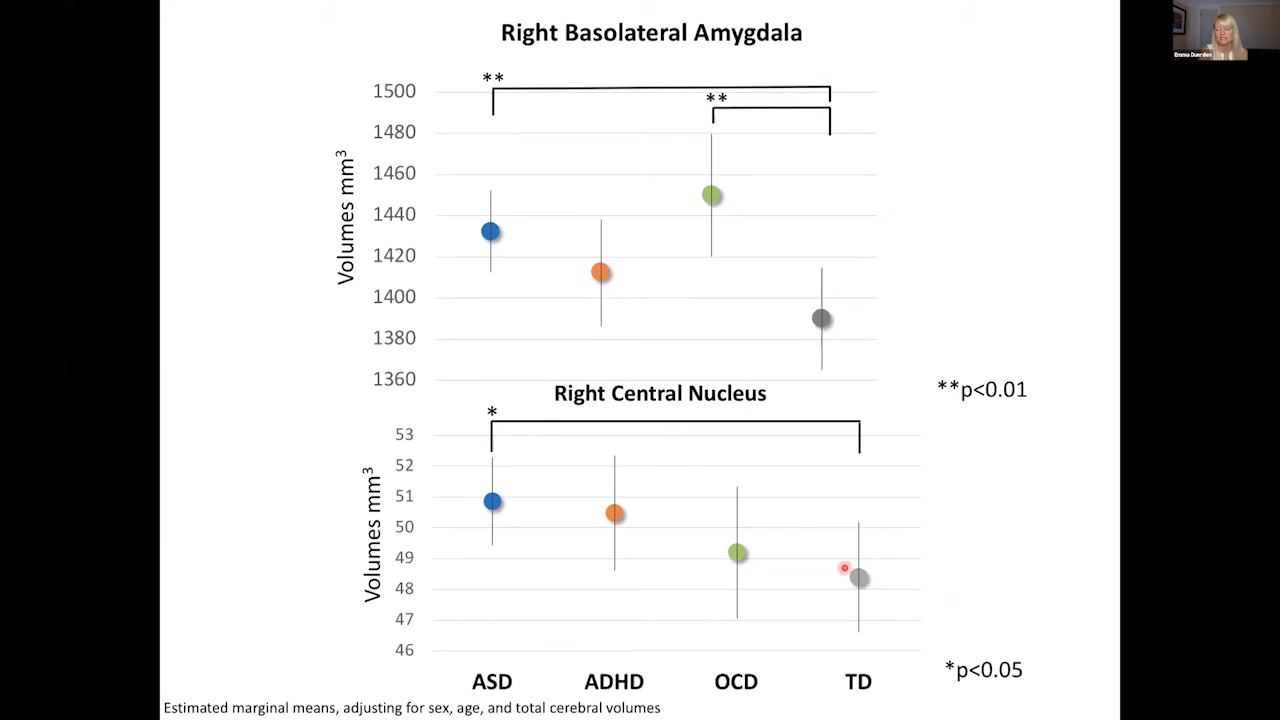 Right Basolateral Amygdala
Emma Duerden
**
1500
**
1480
1460
1440
1420
1400
1380
1360
Volumes mm³
**p<0.01
Right Central Nucleus
*
53
52
51
50
49
48
47
46
Volumes mm³
ASD ADHD OCD TD
*p<0.05
Estimated marginal means, adjusting for sex, age, and total cerebral volumes